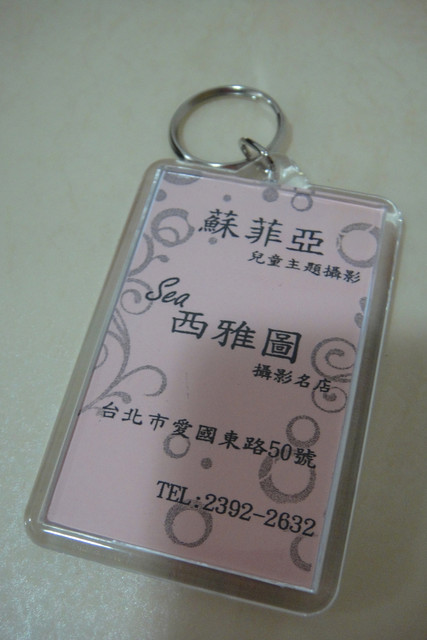 蘇菲亞
兒童主題攝影
Sea
西雅圖
攝影名店
台北市愛國東路50號
TEL:2392-2632